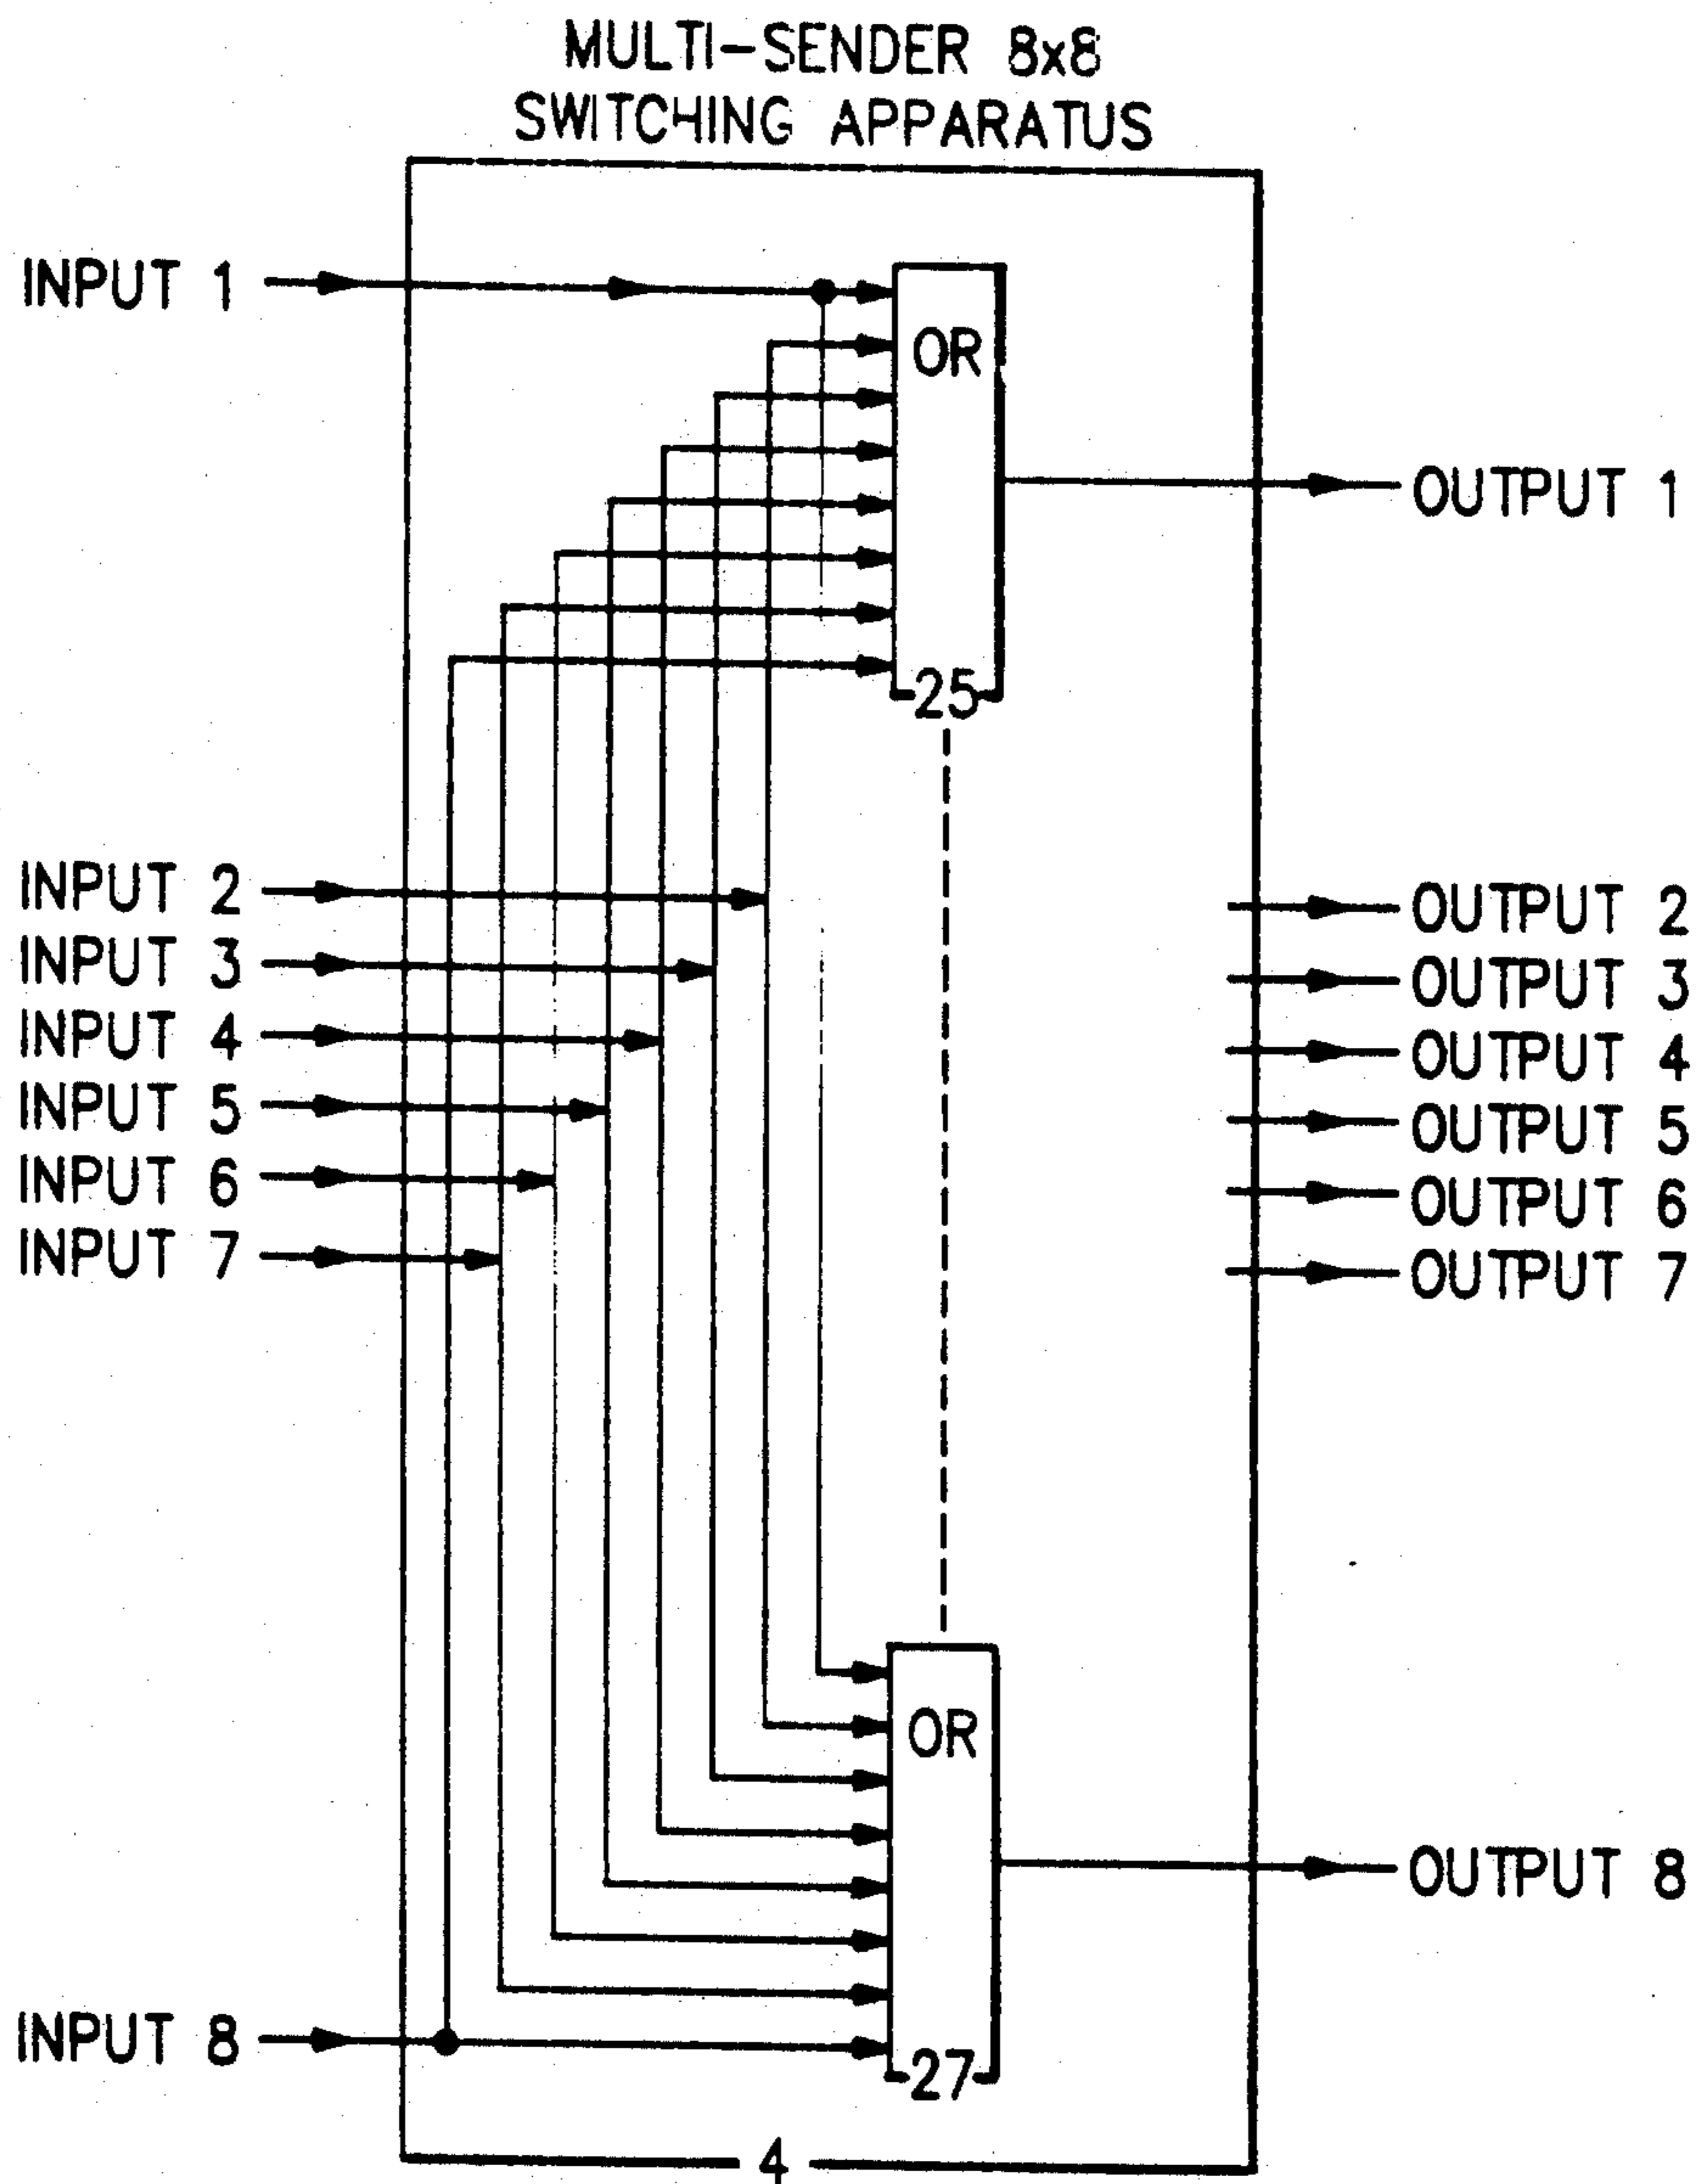 MULTI-SENDER 8x8
SWITCHING APPARATUS
INPUT 1
OR
OUTPUT 1
25
INPUT 2
INPUT 3
INPUT 4
INPUT 5
INPUT 6
INPUT 7
OUTPUT 2
OUTPUT 3
OUTPUT 4
OUTPUT 5
OUTPUT 6
OUTPUT 7
OR
OUTPUT 8
INPUT 8
27
4